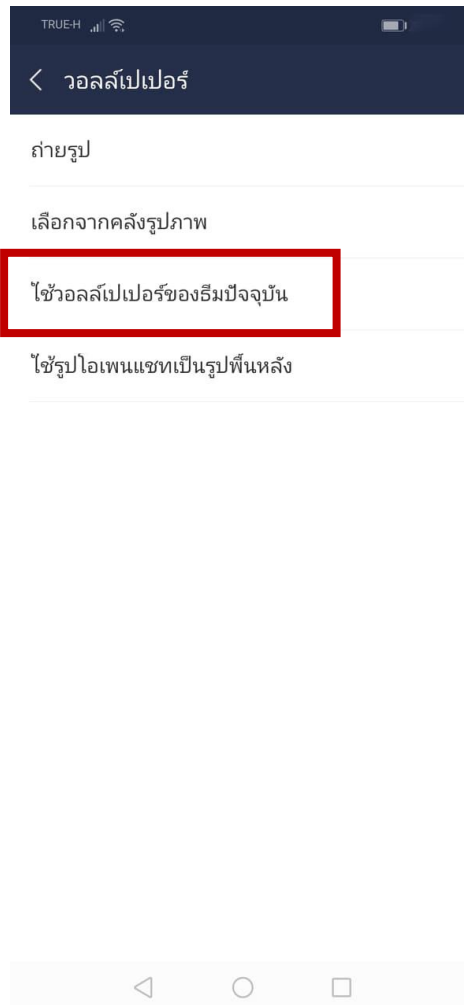 TRUE-H
วอลล์เปเปอร์
ถ่ายรูป
เลือกจากคลังรูปภาพ
ใช้วอลล์เปเปอร์ของธีมปัจจุบัน
ใช้รูปโอเพนแชทเป็นรูปพื้นหลัง